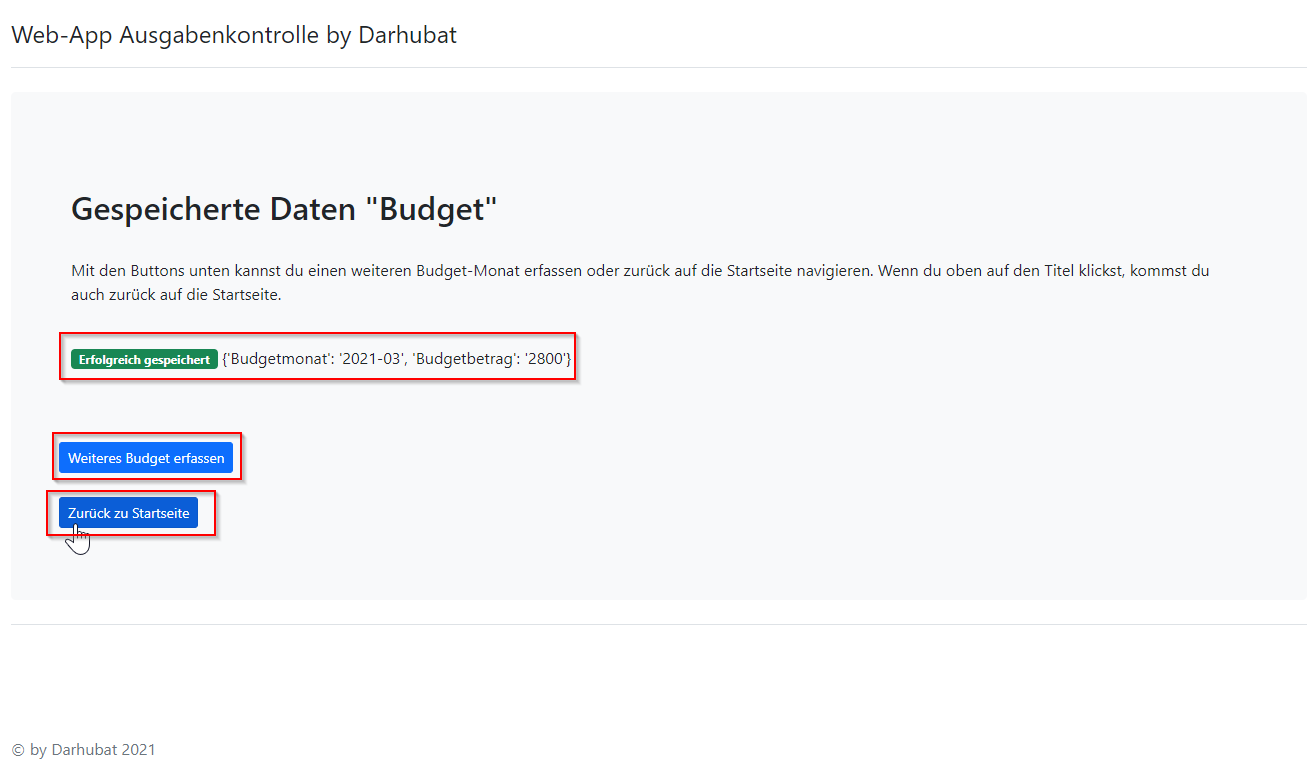 Web-App Ausgabenkontrolle by Darhubat
Gespeicherte Daten "Budget"
Mit den Buttons unten kannst du einen weiteren Budget-Monat erfassen oder zurück auf die Startseite navigieren. Wenn du oben auf den Titel klickst, kommst du
auch zurück auf die Startseite.
Erfolgreich gespeichert {'Budgetmonat': '2021-03', 'Budgetbetrag': '2800'}
Weiteres Budget erfassen
Zurück zu Startseite
© by Darhubat 2021